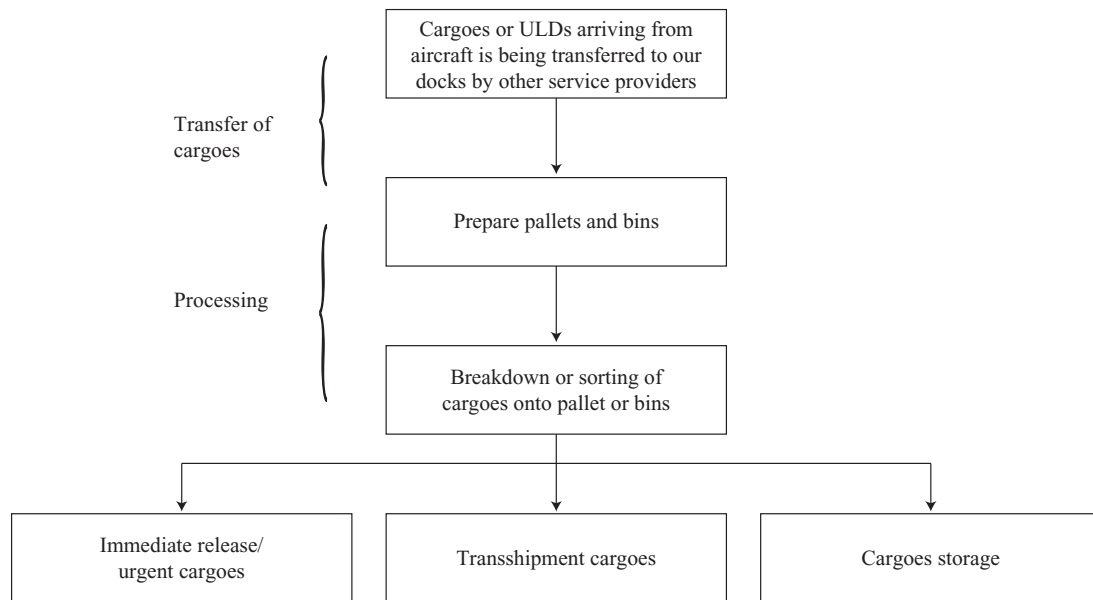 Cargoes or ULDs arriving from
aircraft is being transferred to our
docks by other service providers
Transfer of
cargoes
Prepare pallets and bins
Processing
Breakdown or sorting of
cargoes onto pallet or bins
Immediate release/
urgent cargoes
Transshipment cargoes
Cargoes storage